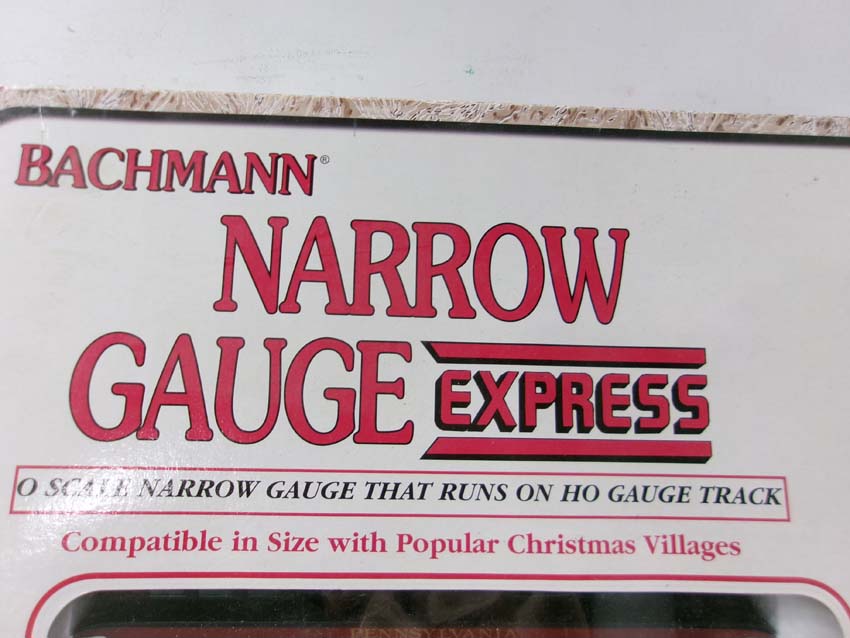 BACHMANN®
NARROW
GAUGE EXPRESS
O SCALE NARROW GAUGE THAT RUNS ON HO GAUGE TRACK
Compatible in Size with Popular Christmas Villages
PENNSYLVANIA